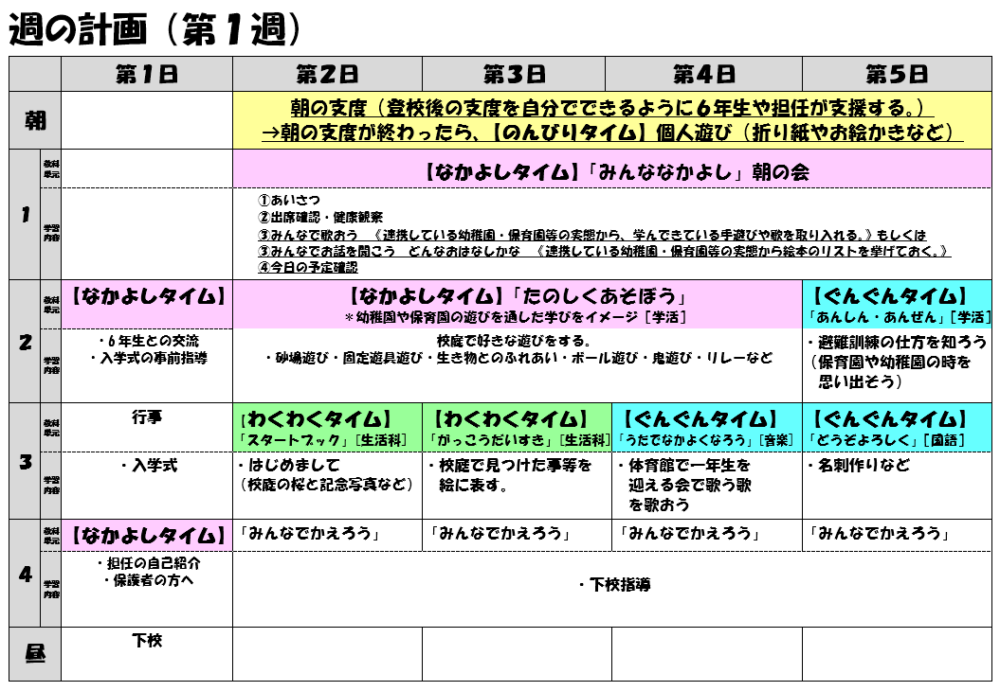 週の計画（第１週）
第１日 第２日 第３日 第４日 第５日
朝
朝の支度（登校後の支度を自分でできるように６年生や担任が支援する。）
→朝の支度が終わったら、【のんびりタイム】個人遊び（折り紙やお絵かきなど）
1
教科
単元
【なかよしタイム】「みんななかよし」朝の会
学習
内容
①あいさつ
②出席確認・健康観察
③みんなで歌おう　《連携している幼稚園・保育園等の実態から、学んできている手遊びや歌を取り入れる。》もしくは
③みんなでお話を聞こう　どんなおはなしかな　《連携している幼稚園・保育園等の実態から絵本のリストを挙げておく。》
④今日の予定確認
2
教科
単元
【なかよしタイム】
【なかよしタイム】「たのしくあそぼう」
＊幼稚園や保育園の遊びを通した学びをイメージ［学活］
【ぐんぐんタイム】
「あんしん・あんぜん」［学活］
学習
内容
・６年生との交流
・入学式の事前指導
校庭で好きな遊びをする。
・砂場遊び・固定遊具遊び・生き物とのふれあい・ボール遊び・鬼遊び・リレーなど
・避難訓練の仕方を知ろう
（保育園や幼稚園の時を
思い出そう）
3
教科
単元
行事
【わくわくタイム】
「スタートブック」［生活科］
【わくわくタイム】
「がっこうだいすき」［生活科］
【ぐんぐんタイム】
「うたでなかよくなろう」［音楽］
【ぐんぐんタイム】
「どうぞよろしく」［国語］
学習
内容
・入学式
・はじめまして
（校庭の桜と記念写真など）
・校庭で見つけた事等を
絵に表す。
・体育館で一年生を
迎える会で歌う歌
を歌おう
・名刺作りなど
4
教科
単元
【なかよしタイム】
「みんなでかえろう」
「みんなでかえろう」
「みんなでかえろう」
「みんなでかえろう」
学習
内容
・担任の自己紹介
・保護者の方へ
・下校指導
昼
下校